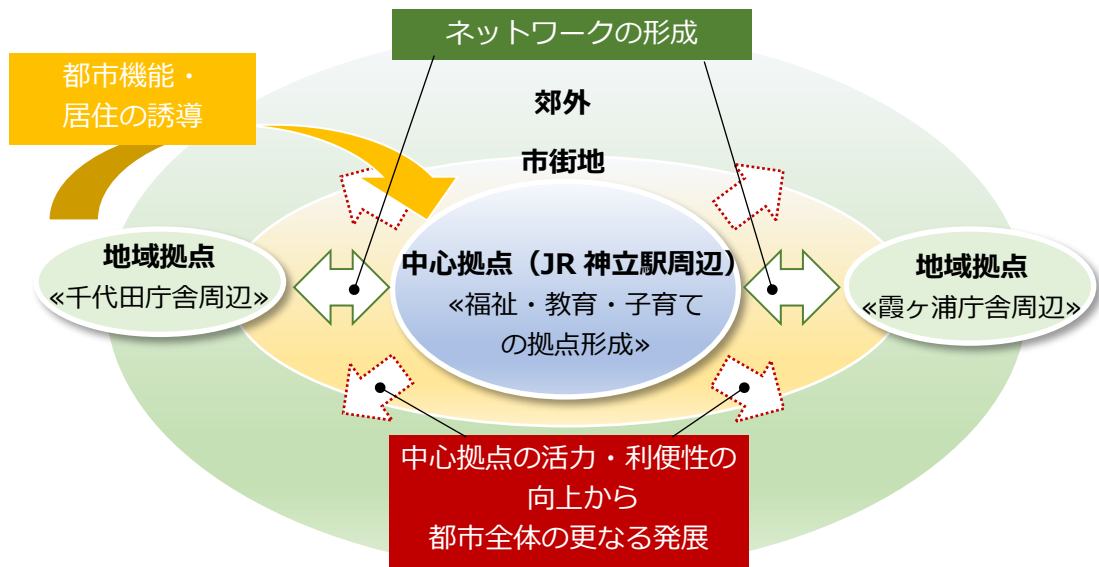 ネットワークの形成
都市機能・
居住の誘導
郊外
市街地
地域拠点
«千代田庁舎周辺»
中心拠点（JR 神立駅周辺）
«福祉・教育・子育て
の拠点形成»
地域拠点
«霞ヶ浦庁舎周辺»
中心拠点の活力・利便性の
向上から
都市全体の更なる発展